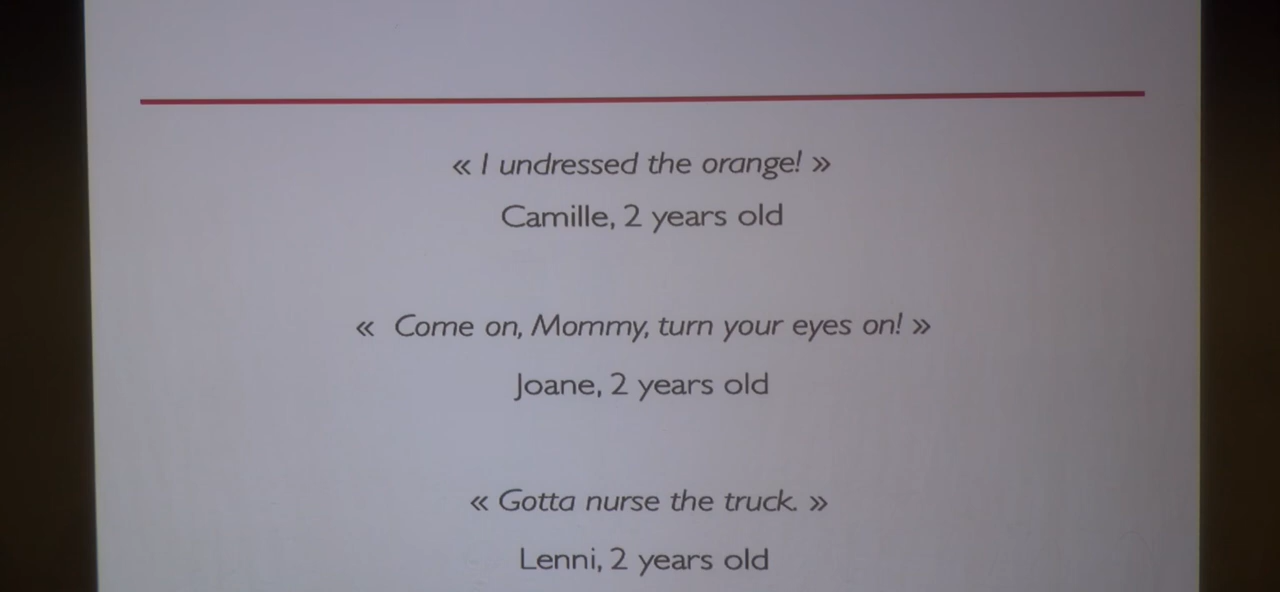 « I undressed the orange! »
Camille, 2 years old
« Come on, Mommy, turn your eyes on! »
Joane, 2 years old
« Gotta nurse the truck. »
Lenni, 2 years old